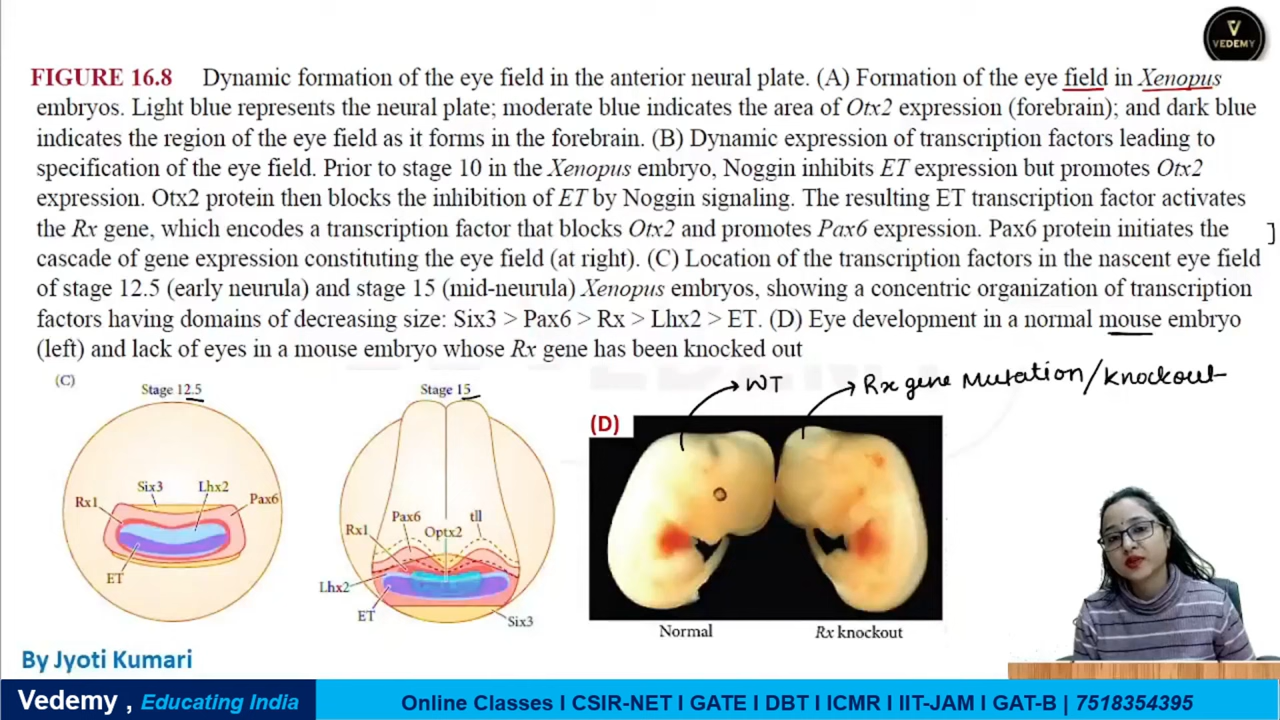 VEDEMY
FIGURE 16.8 Dynamic formation of the eye field in the anterior neural plate. (A) Formation of the eye field in Xenopus
embryos. Light blue represents the neural plate; moderate blue indicates the area of Otx2 expression (forebrain); and dark blue
indicates the region of the eye field as it forms in the forebrain. (B) Dynamic expression of transcription factors leading to
specification of the eye field. Prior to stage 10 in the Xenopus embryo, Noggin inhibits ET expression but promotes Otx2
expression. Otx2 protein then blocks the inhibition of ET by Noggin signaling. The resulting ET transcription factor activates
the Rx gene, which encodes a transcription factor that blocks Otx2 and promotes Pax6 expression. Pax6 protein initiates the
cascade of gene expression constituting the eye field (at right). (C) Location of the transcription factors in the nascent eye field
of stage 12.5 (early neurula) and stage 15 (mid-neurula) Xenopus embryos, showing a concentric organization of transcription
factors having domains of decreasing size: Six3 > Pax6 > Rx > Lhx2 > ET. (D) Eye development in a normal mouse embryo
(left) and lack of eyes in a mouse embryo whose Rx gene has been knocked out
(C)
Stage 12.5
Six3
Lhx2
Rx1
Pax6
ET
Stage 15
Pax6
tll
Rx1
Optx2
Lhx2
ET
Six3
WT
Rx gene Mutation/knockout
(D)
Normal
Rx knockout
By Jyoti Kumari
Vedemy , Educating India
Online Classes I CSIR-NET I GATE I DBT I ICMR I IIT-JAM I GAT-B | 7518354395